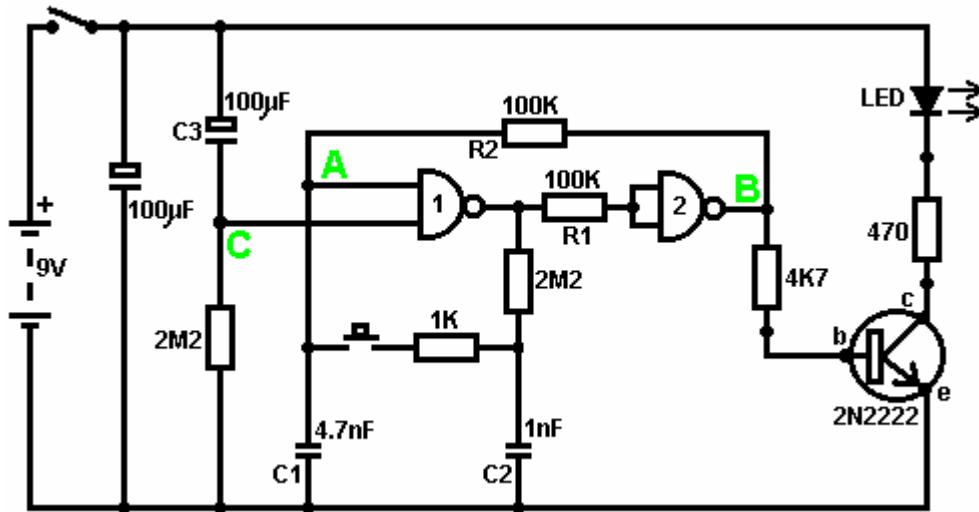 100µF
C3
100µF
+
9V
C
2M2
A
100K
R2
1
100K
R1
2
B
2M2
1K
4.7nF
C1
1nF
C2
4K7
LED
470
c
b
e
2N2222